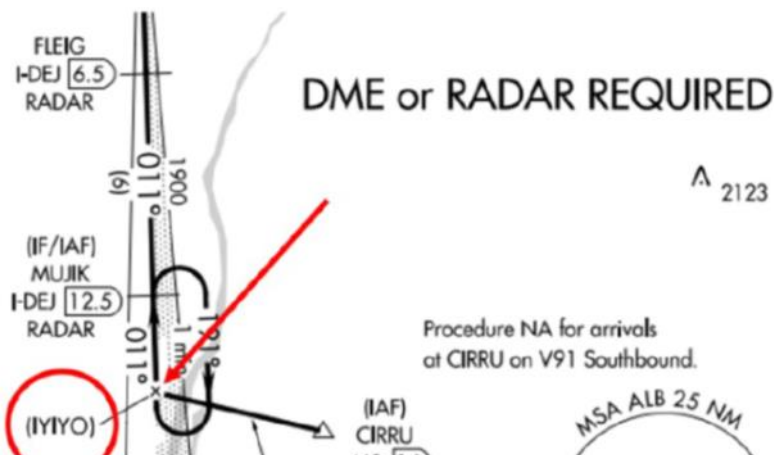 FLEIG
I-DEJ 6.5
RADAR
DME or RADAR REQUIRED
011°
(6)
1900
2123
(IF/IAF)
MUJIK
I-DEJ 12.5
RADAR
011°
1 min
191°
Procedure NA for arrivals
at CIRRU on V91 Southbound.
(IYIYO)
(IAF)
CIRRU
MSA ALB 25 NM